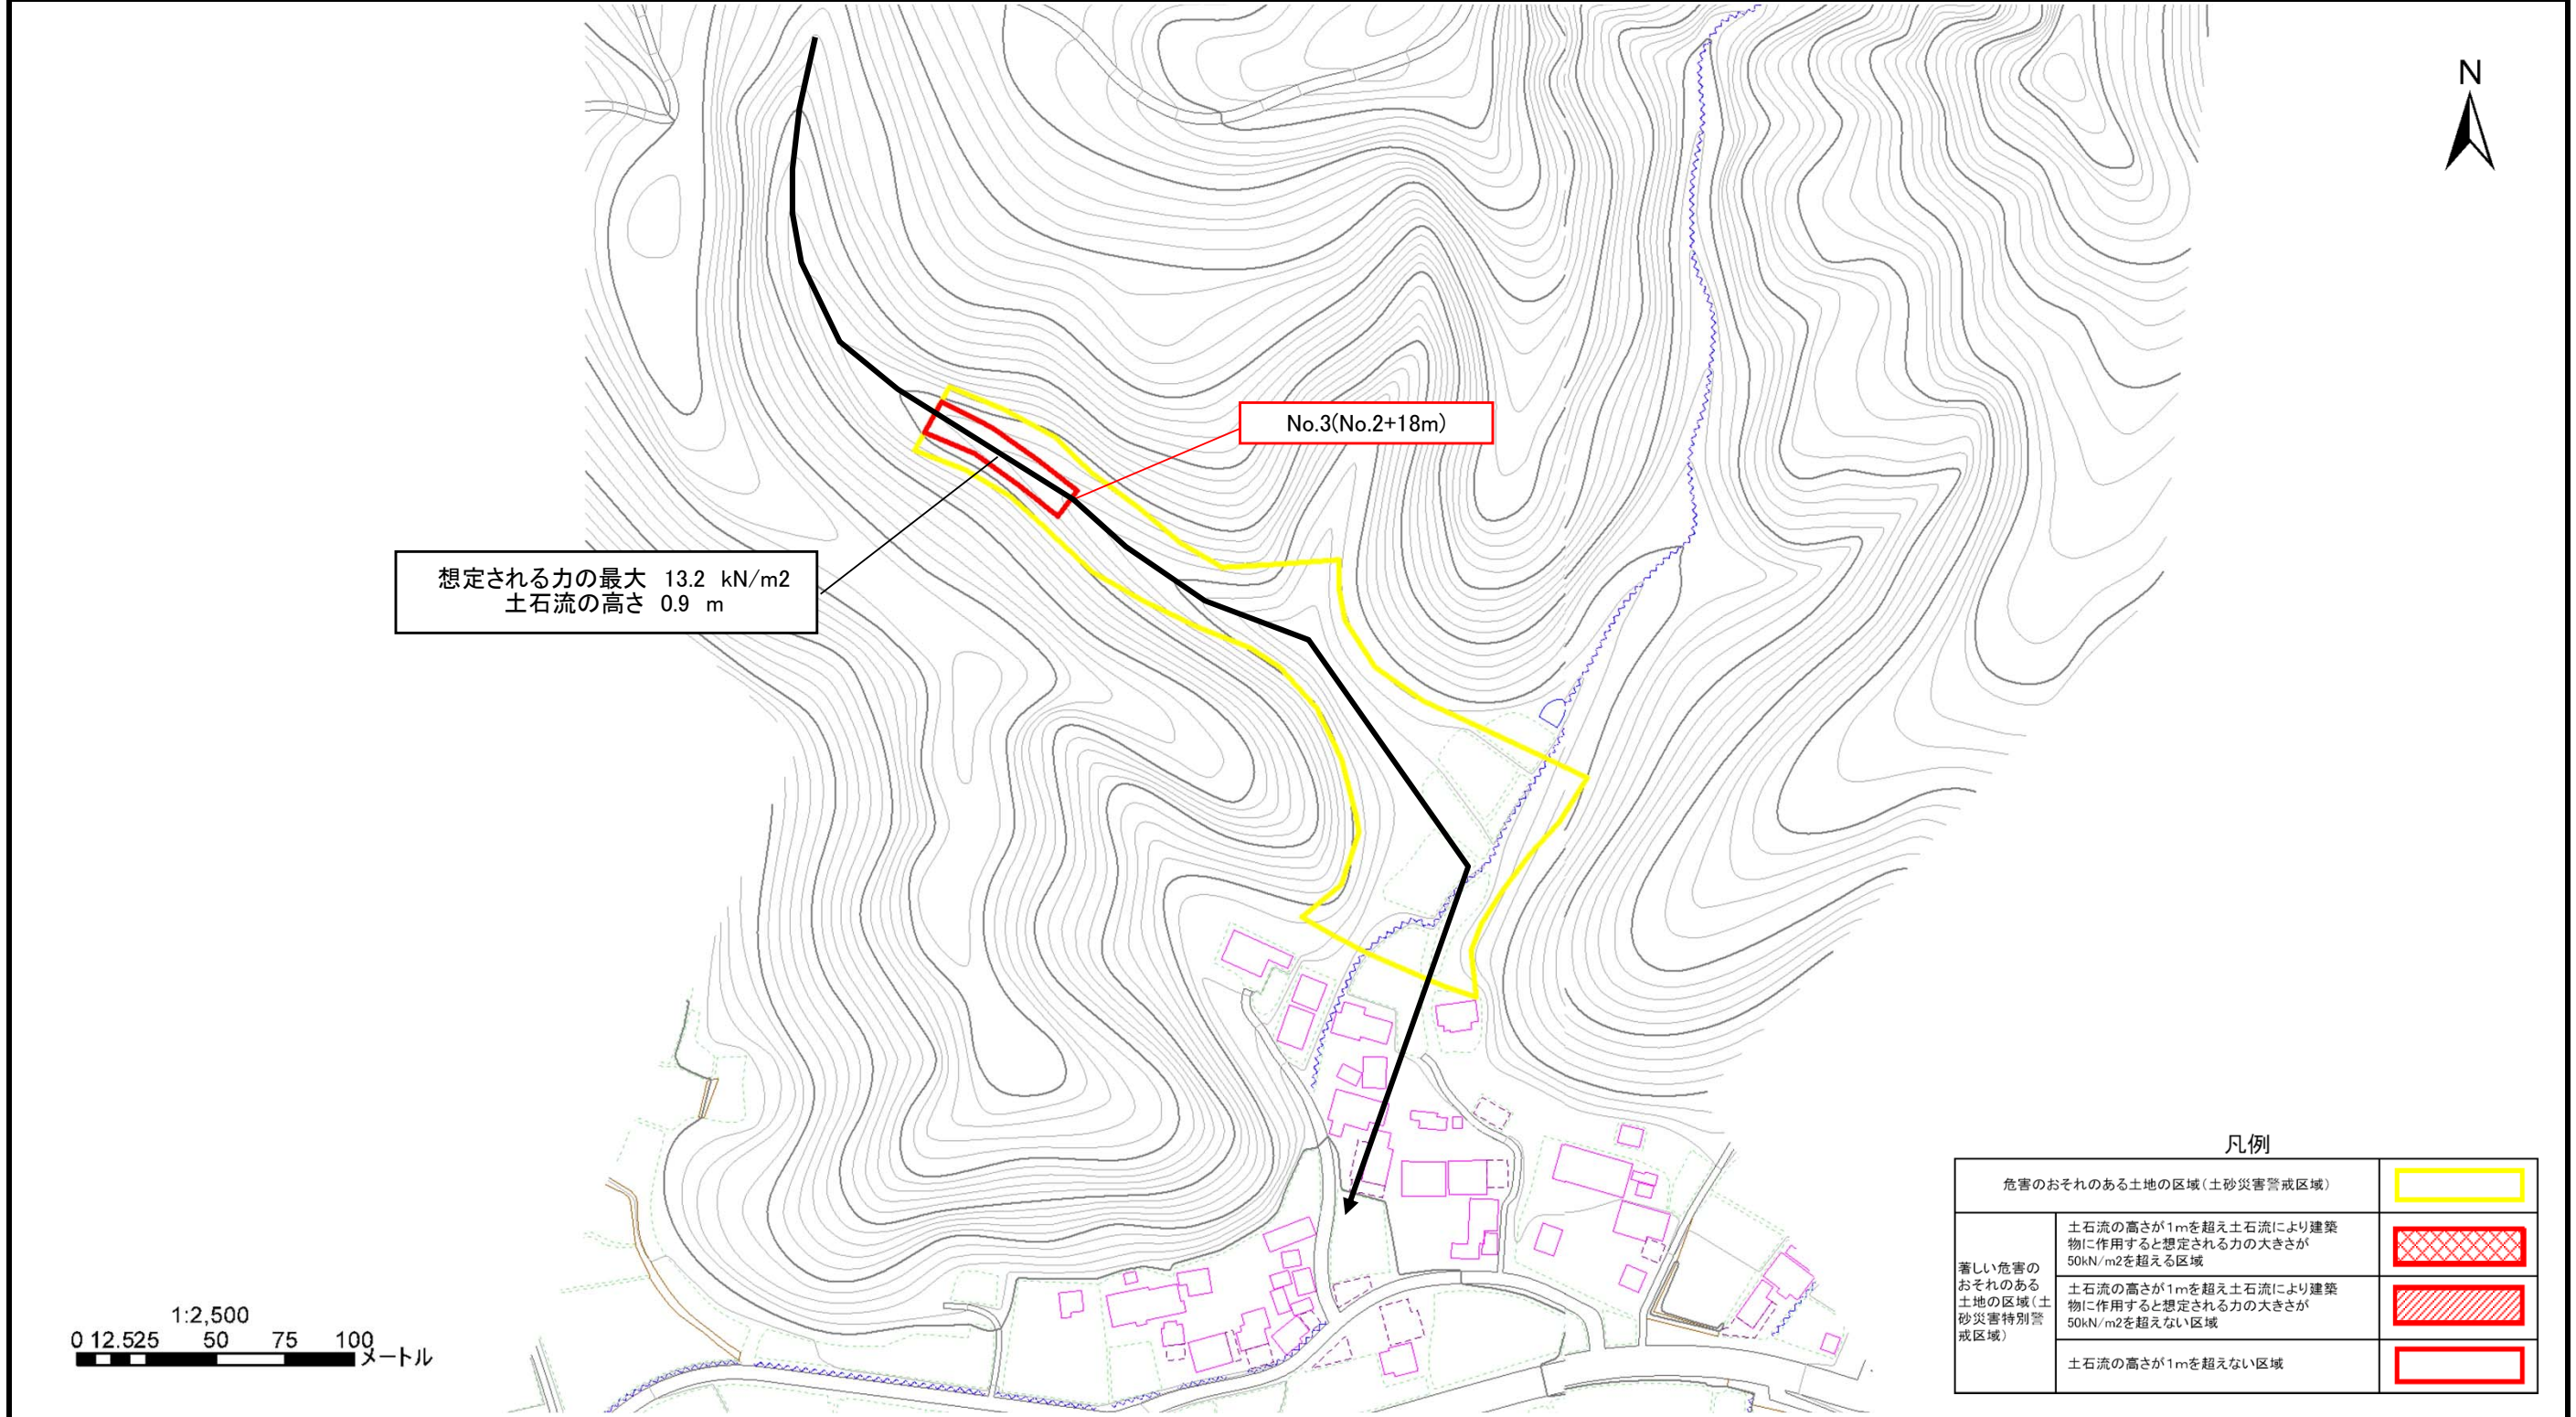 N
No.3(No.2+18m)
想定される力の最大 13.2 kN/m2
土石流の高さ 0.9 m
凡例
危害のおそれのある土地の区域(土砂災害警戒区域)
著しい危害の
おそれのある
土地の区域(土
砂災害特別警
戒区域)
土石流の高さが1mを超え土石流により建築
物に作用すると想定される力の大きさが
50kN/m2を超える区域
土石流の高さが1mを超え土石流により建築
物に作用すると想定される力の大きさが
50kN/m2を超えない区域
土石流の高さが1mを超えない区域
1:2,500
0 12.525 50 75 100
メートル